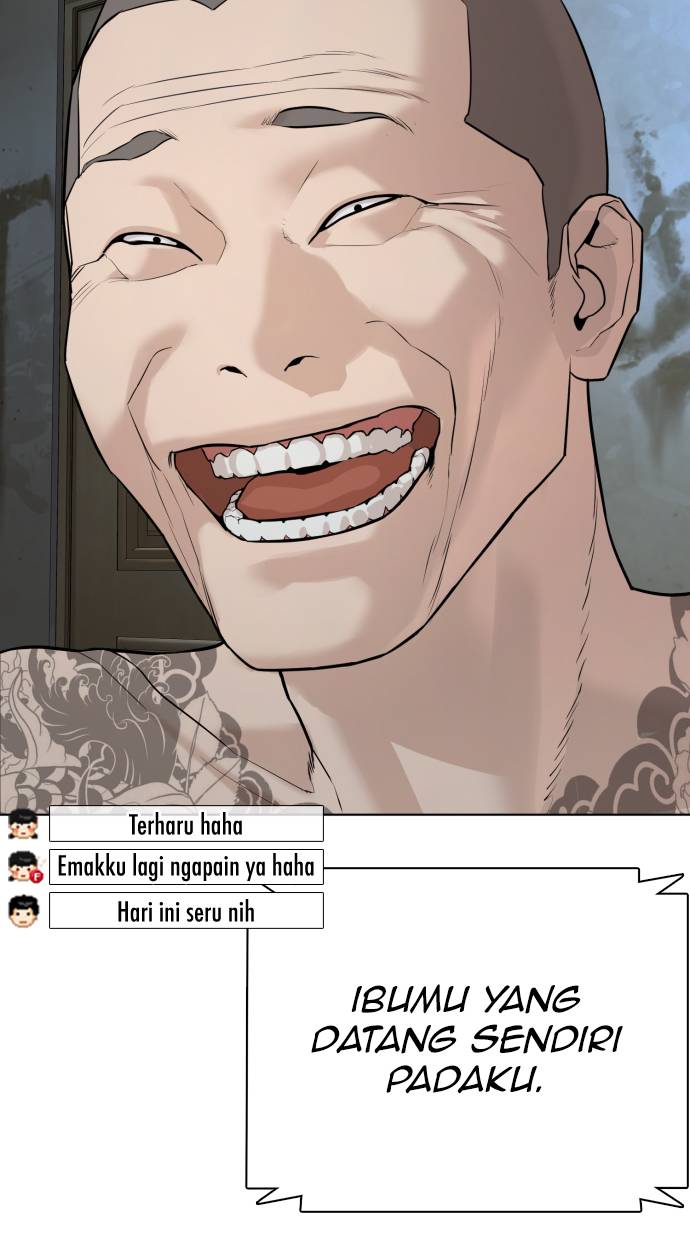 Terharu haha
Emakku lagi ngapain ya haha
F
Hari ini seru nih
IBUMU YANG
DATANG SENDIRI
PADAKU.